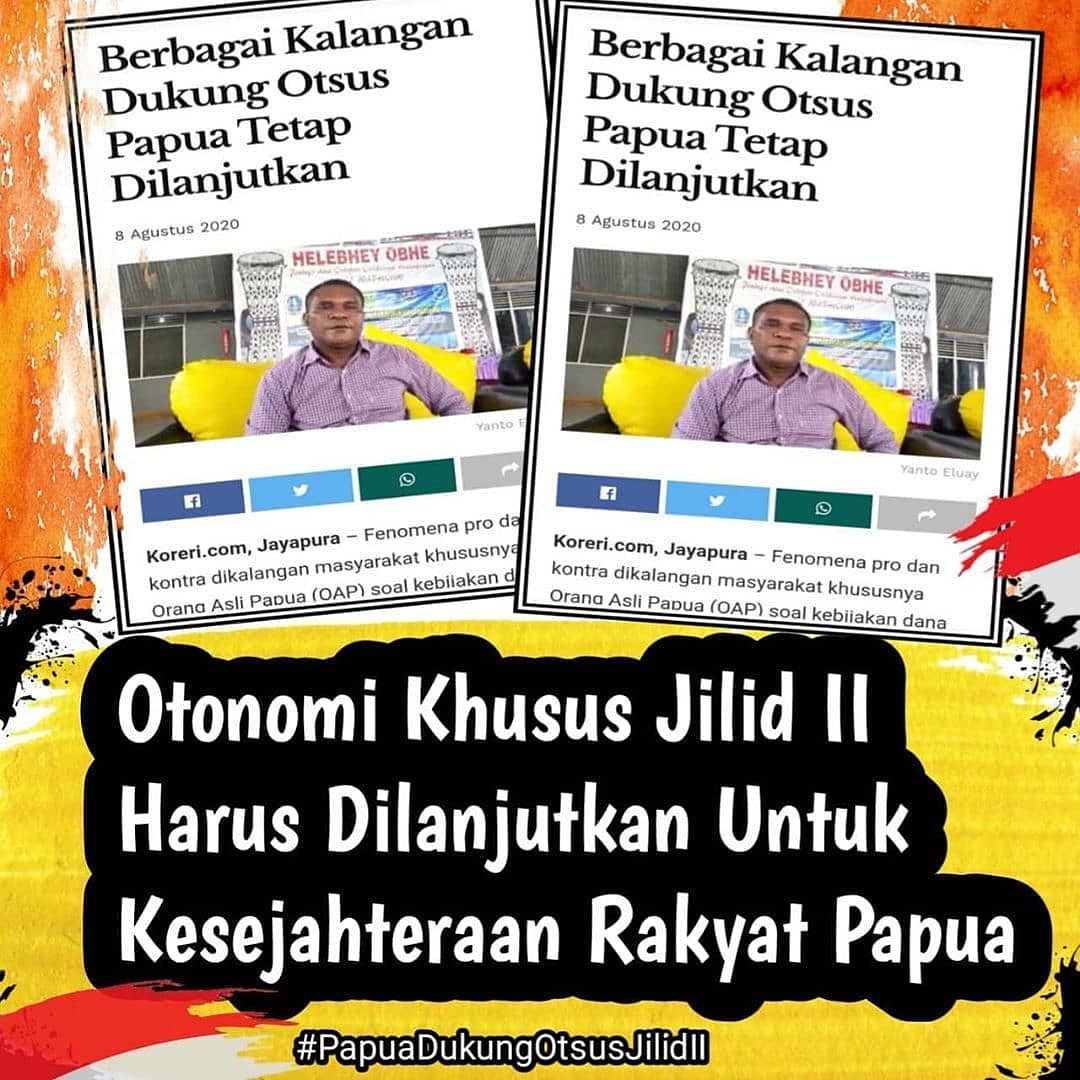 Berbagai Kalangan
Dukung Otsus
Papua Tetap
Dilanjutkan
8 Agustus 2020
HELEBHEY OBHE
Yanto E
Koreri.com, Jayapura – Fenomena pro da
kontra dikalangan masyarakat khususnya
Orang Asli Papua (OAP) soal kebijakan d
Berbagai Kalangan
Dukung Otsus
Papua Tetap
Dilanjutkan
8 Agustus 2020
HELEBHEY OBHE
Yanto Eluay
Koreri.com, Jayapura – Fenomena pro dan
kontra dikalangan masyarakat khususnya
Orang Asli Papua (OAP) soal kebijakan dana
Otonomi Khusus Jilid II
Harus Dilanjutkan Untuk
Kesejahteraan Rakyat Papua
#PapuaDukungOtsusJilidII